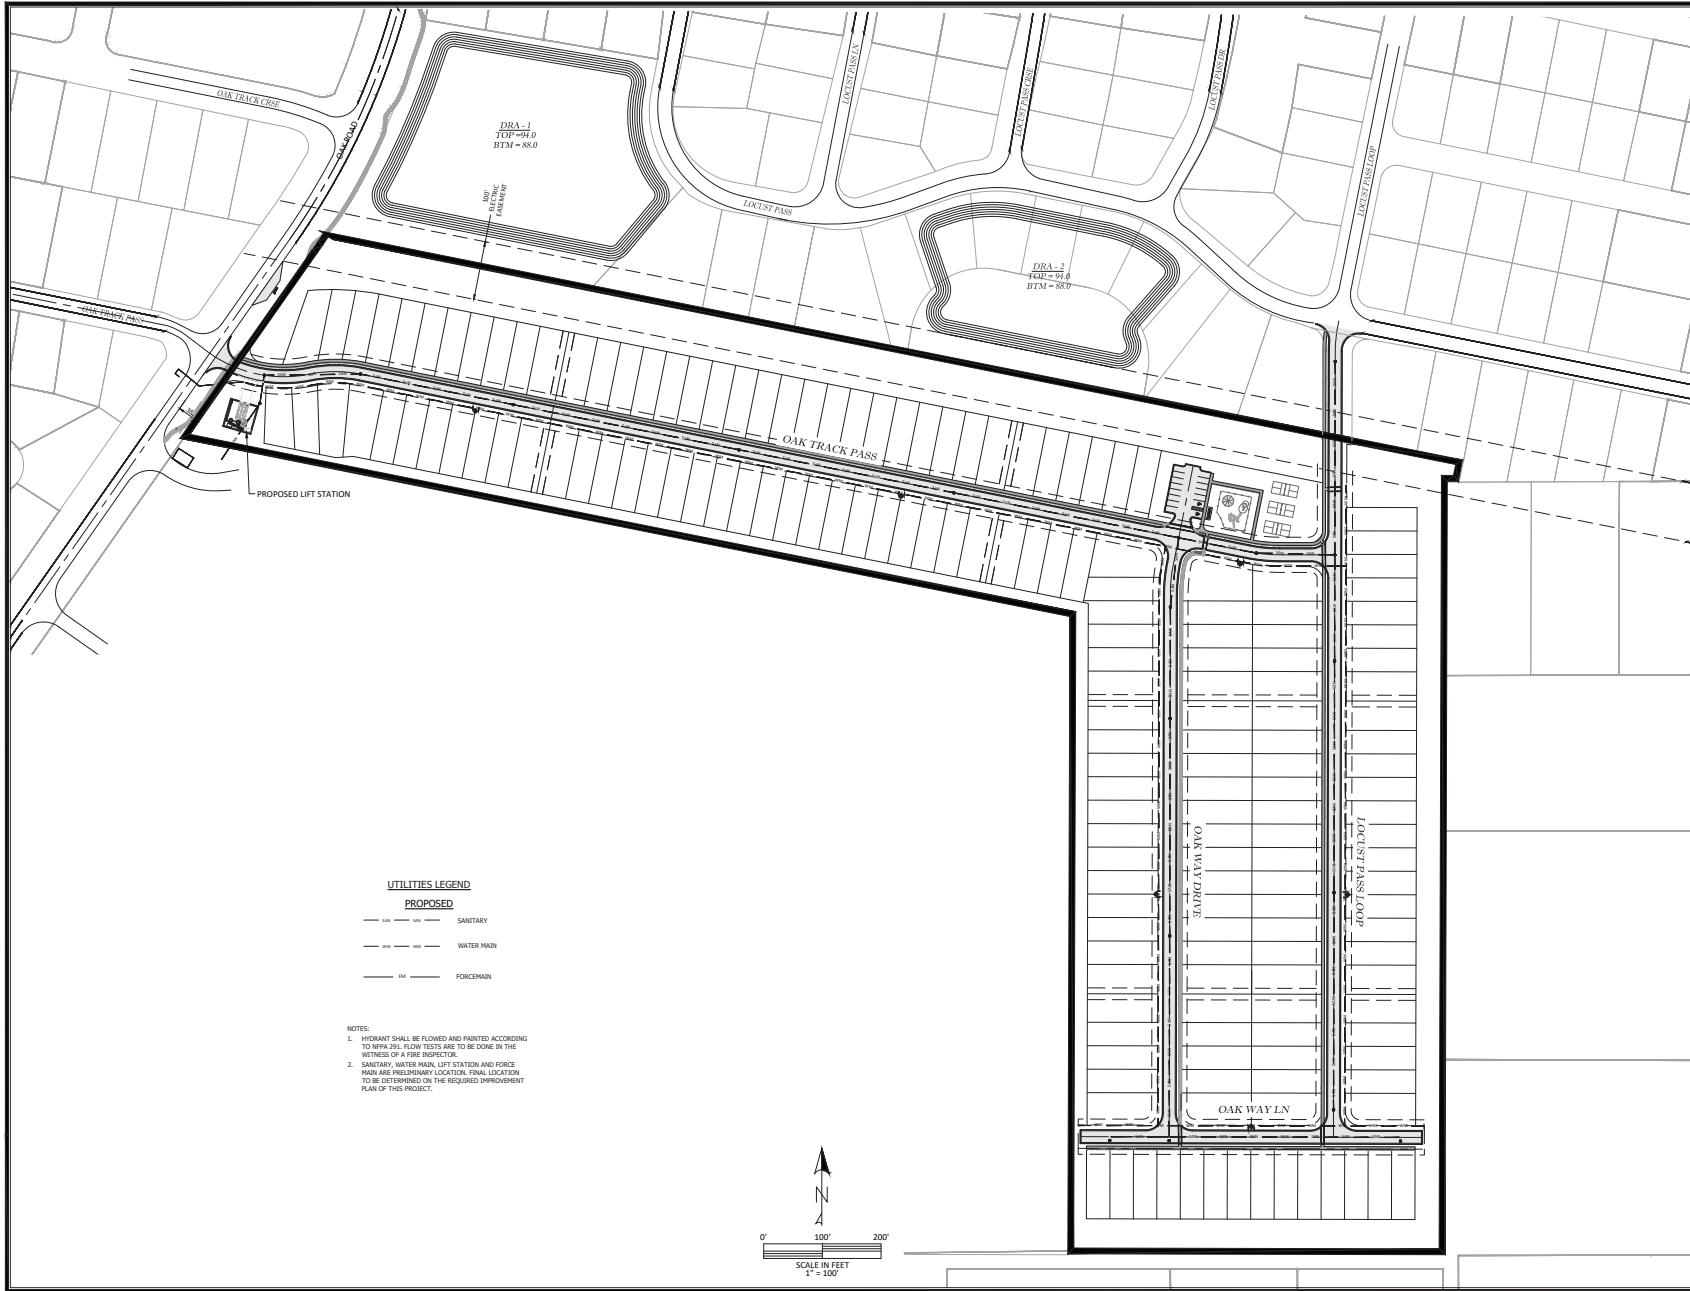 OAK TRACK CRSE
OAK ROAD
LOCUST PASS LN
LOCUST PASS CRSE
LOCUST PASS DR
LOCUST PASS LOOP
DRA - 1
TOP =94.0
BTM = 88.0
100'
ELECTRIC
EASEMENT
LOCUST PASS
DRA - 2
TOP = 94.0
BTM = 88.0
OAK TRACK PASS
OAK TRACK PASS
PROPOSED LIFT STATION
OAK WAY DRIVE
LOCUST PASS LOOP
OAK WAY LN
UTILITIES LEGEND
PROPOSED
SAN SAN SANITARY
WM WM WATER MAIN
FM FORCEMAIN
NOTES:
1. HYDRANT SHALL BE FLOWED AND PAINTED ACCORDING
TO NFPA 291. FLOW TESTS ARE TO BE DONE IN THE
WITNESS OF A FIRE INSPECTOR.
2. SANITARY, WATER MAIN, LIFT STATION AND FORCE
MAIN ARE PRELIMINARY LOCATION. FINAL LOCATION
TO BE DETERMINED ON THE REQUIRED IMPROVEMENT
PLAN OF THIS PROJECT.
N
0' 100' 200'
SCALE IN FEET
1" = 100'